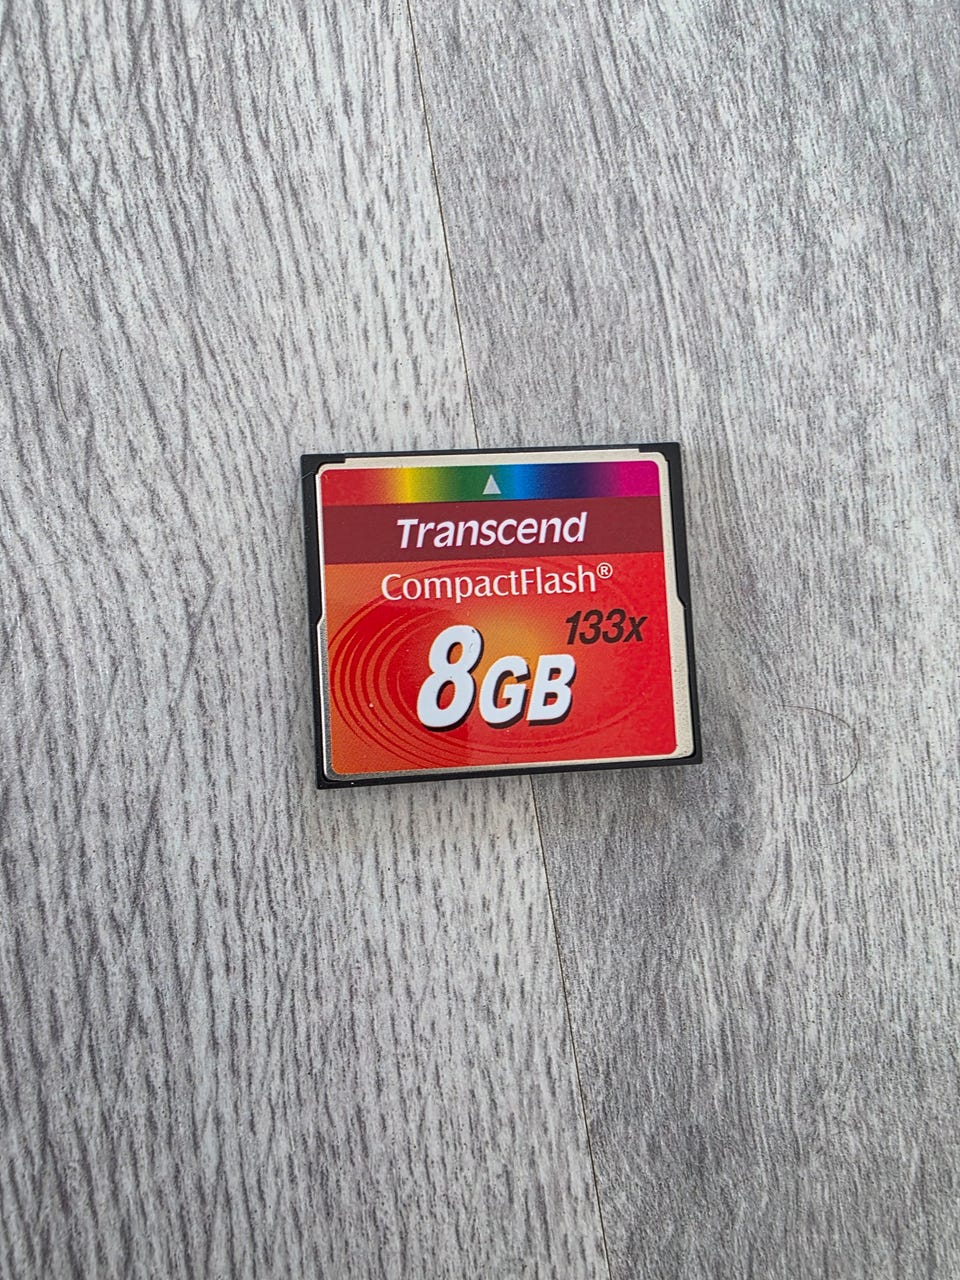 Transcend
CompactFlash®
133x
8GB